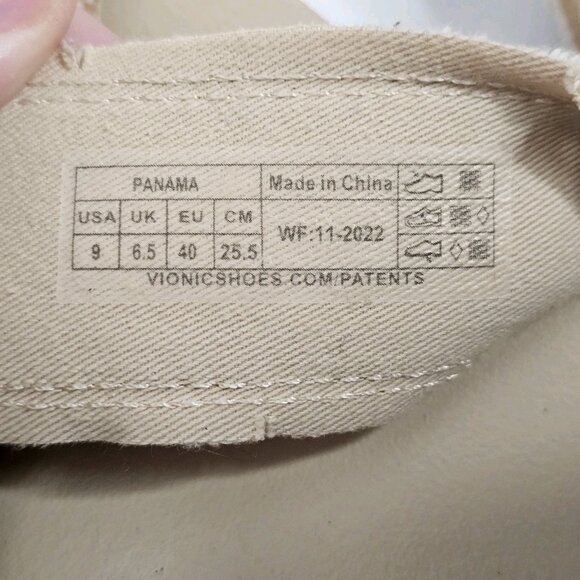 PANAMA Made in China
USA UK EU CM
WF:11-2022
9 6.5 40 25.5
VIONICSHOES.COM/PATENTS